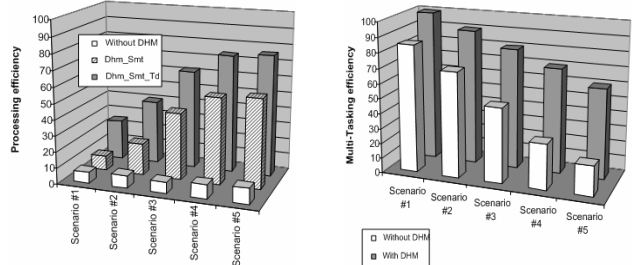 100
90
80
70
60
50
40
30
20
10
0
Processing efficiency
Without DHM
Dhm_Smt
Dhm_Smt_Td
Scenario #1
Scenario #2
Scenario #3
Scenario #4
Scenario #5
100
90
80
70
60
50
40
30
20
10
0
Multi-Tasking efficiency
Scenario
#1
Scenario
#2
Scenario
#3
Scenario
#4
Scenario
#5
Without DHM
With DHM